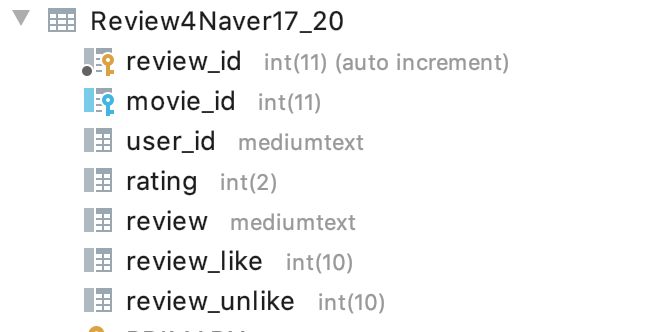 Review4Naver17_20
review_id int(11) (auto increment)
movie_id int(11)
user_id mediumtext
rating int(2)
review mediumtext
review_like int(10)
review_unlike int(10)